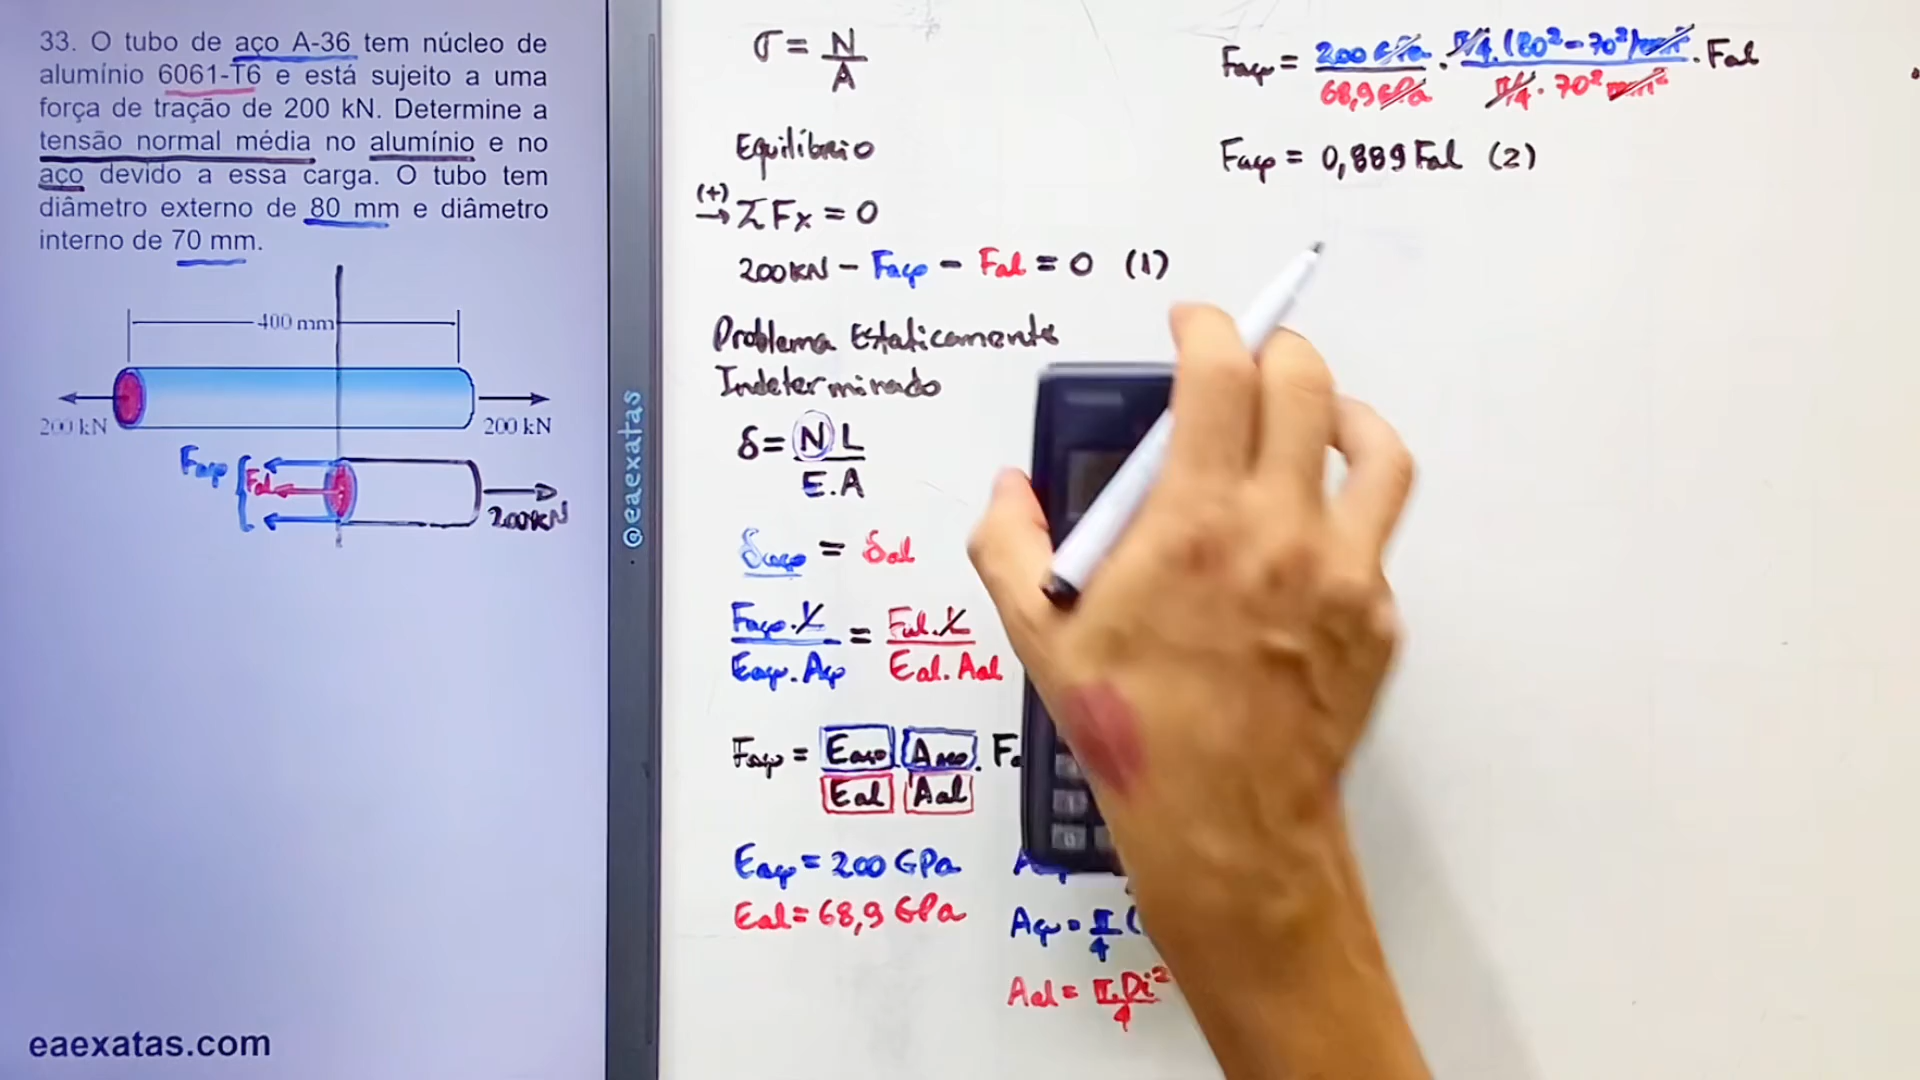 33. O tubo de aço A-36 tem núcleo de
alumínio 6061-T6 e está sujeito a uma
força de tração de 200 kN. Determine a
tensão normal média no alumínio e no
aço devido a essa carga. O tubo tem
diâmetro externo de 80 mm e diâmetro
interno de 70 mm.
400 mm
200 kN
200 kN
Faço
Fal
200kN
eaexatas.com
@eaexatas
σ = N/A
Equilíbrio
(+)
→ ΣFx = 0
200kN - Faço - Fal = 0 (1)
Problema Estaticamente
Indeterminado
δ = NL/E.A
δaço = δal
Faço.L/Eaço.Aço = Fal.L/Eal.Aal
Faço = Eaço/Eal . Aaço/Aal .
Eaço = 200 GPa
Eal = 68,9 GPa
Aço = π/4 (
Aal = π.Di²/4
Faço = 200 GPa/68,9 GPa . π/4.(80²-70²)mm²/π/4.70² mm² . Fal
Faço = 0,889 Fal (2)